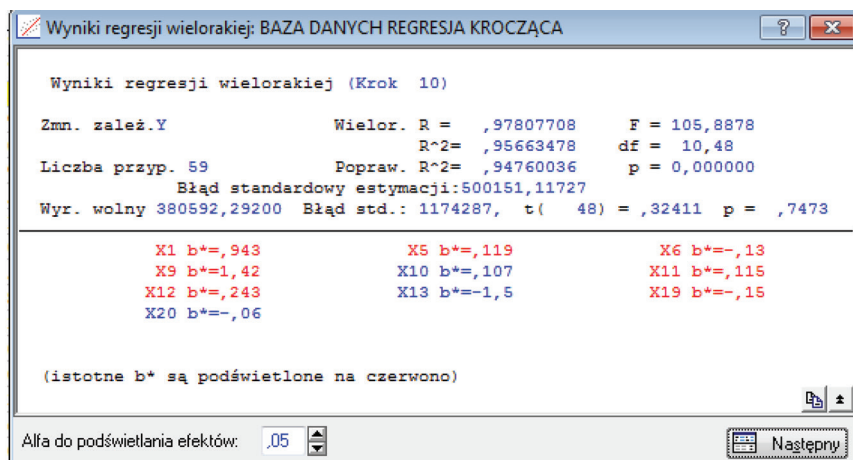 Wyniki regresji wielorakiej: BAZA DANYCH REGRESJA KROCZĄCA
Wyniki regresji wielorakiej (Krok 10)
Zmn. zależ.Y Wielor. R = ,97807708 F = 105,8878
R^2= ,95663478 df = 10,48
Liczba przyp. 59 Popraw. R^2= ,94760036 p = 0,000000
Błąd standardowy estymacji:500151,11727
Wyr. wolny 380592,29200 Błąd std.: 1174287, t( 48) = ,32411 p = ,7473
X1 b*=,943 X5 b*=,119 X6 b*=-,13
X9 b*=1,42 X10 b*=,107 X11 b*=,115
X12 b*=,243 X13 b*=-1,5 X19 b*=-,15
X20 b*=-,06
(istotne b* są podświetlone na czerwono)
Alfa do podświetlania efektów: ,05 Następny